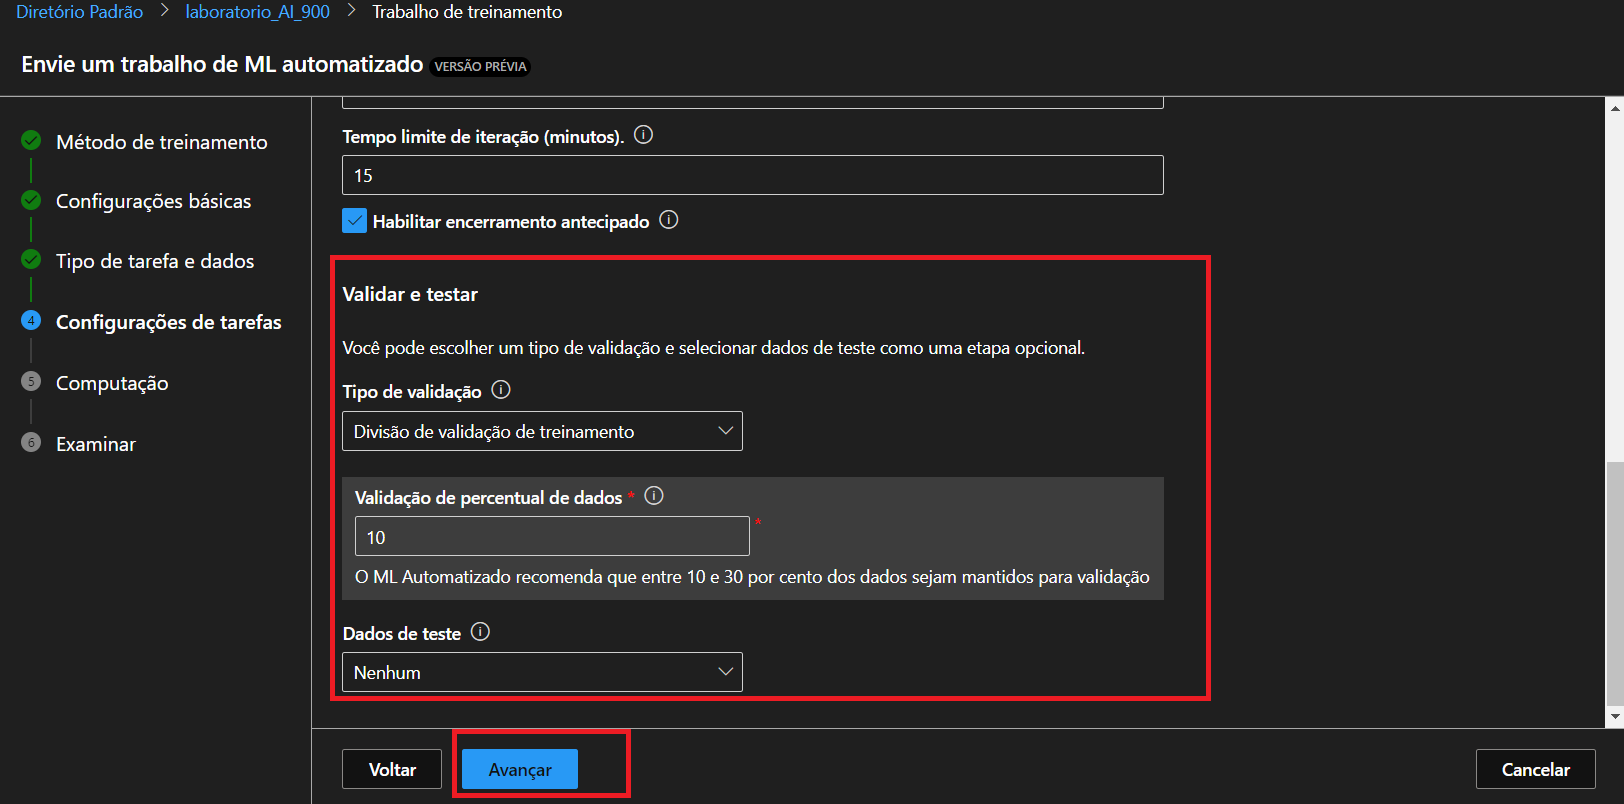 Diretório Padrão > laboratorio_AI_900 > Trabalho de treinamento
Envie um trabalho de ML automatizado VERSÃO PRÉVIA
Método de treinamento
Configurações básicas
Tipo de tarefa e dados
4 Configurações de tarefas
5 Computação
6 Examinar
Tempo limite de iteração (minutos).
15
Habilitar encerramento antecipado
Validar e testar
Você pode escolher um tipo de validação e selecionar dados de teste como uma etapa opcional.
Tipo de validação
Divisão de validação de treinamento
Validação de percentual de dados *
10 *
O ML Automatizado recomenda que entre 10 e 30 por cento dos dados sejam mantidos para validação
Dados de teste
Nenhum
Voltar Avançar Cancelar